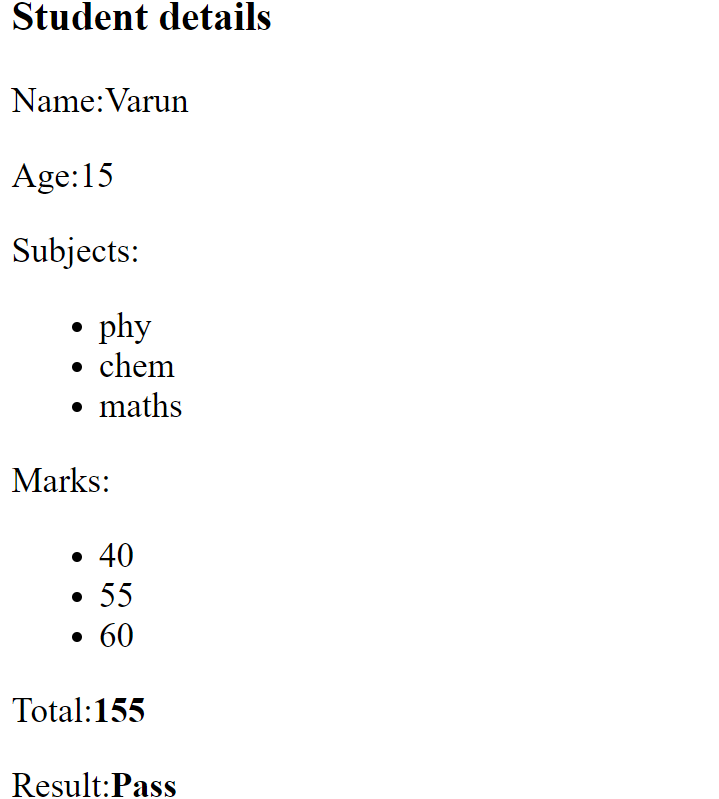 Student details
Name:Varun
Age:15
Subjects:
• phy
• chem
• maths
Marks:
• 40
• 55
• 60
Total:155
Result:Pass